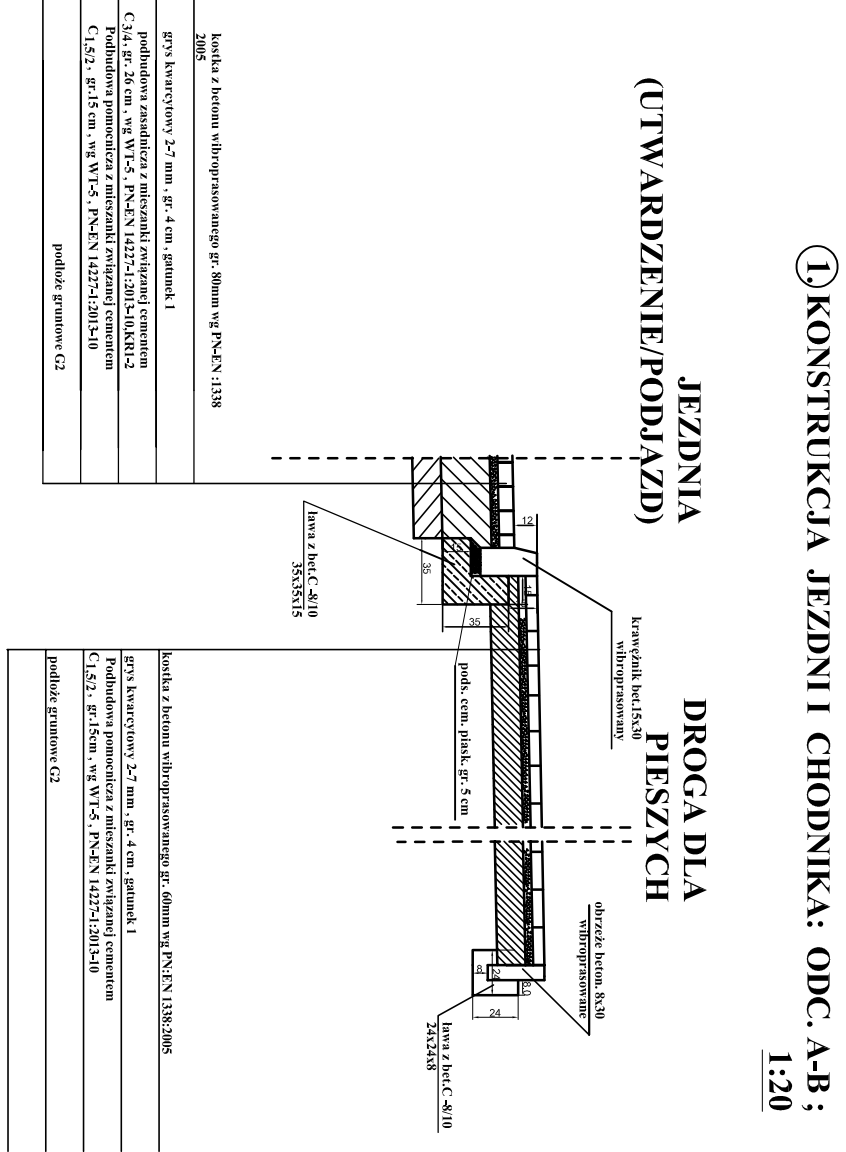 1. KONSTRUKCJA JEZDNI I CHODNIKA: ODC. A-B ;
1:20
JEZDNIA
(UTWARDZENIE/PODJAZD)
DROGA DLA
PIESZYCH
krawężnik bet.15x30
wibroprasowany
obrzeże beton. 8x30
wibroprasowane
12
15
35
35
8
24
8.0
24
pods. cem. piask. gr. 5 cm
ława z bet.C -8/10
35x35x15
ława z bet.C -8/10
24x24x8
kostka z betonu wibroprasowanego gr. 80mm wg PN-EN :1338
2005
grys kwarcytowy 2-7 mm , gr. 4 cm , gatunek 1
podbudowa zasadnicza z mieszanki związanej cementem
C 3/4, gr. 26 cm , wg WT-5 , PN-EN 14227-1:2013-10,KR1-2
Podbudowa pomocnicza z mieszanki związanej cementem
C 1,5/2 , gr.15 cm , wg WT-5 , PN-EN 14227-1:2013-10
podłoże gruntowe G2
kostka z betonu wibroprasowanego gr. 60mm wg PN:EN 1338:2005
grys kwarcytowy 2-7 mm , gr. 4 cm , gatunek 1
Podbudowa pomocnicza z mieszanki związanej cementem
C 1,5/2 , gr.15cm , wg WT-5 , PN-EN 14227-1:2013-10
podłoże gruntowe G2